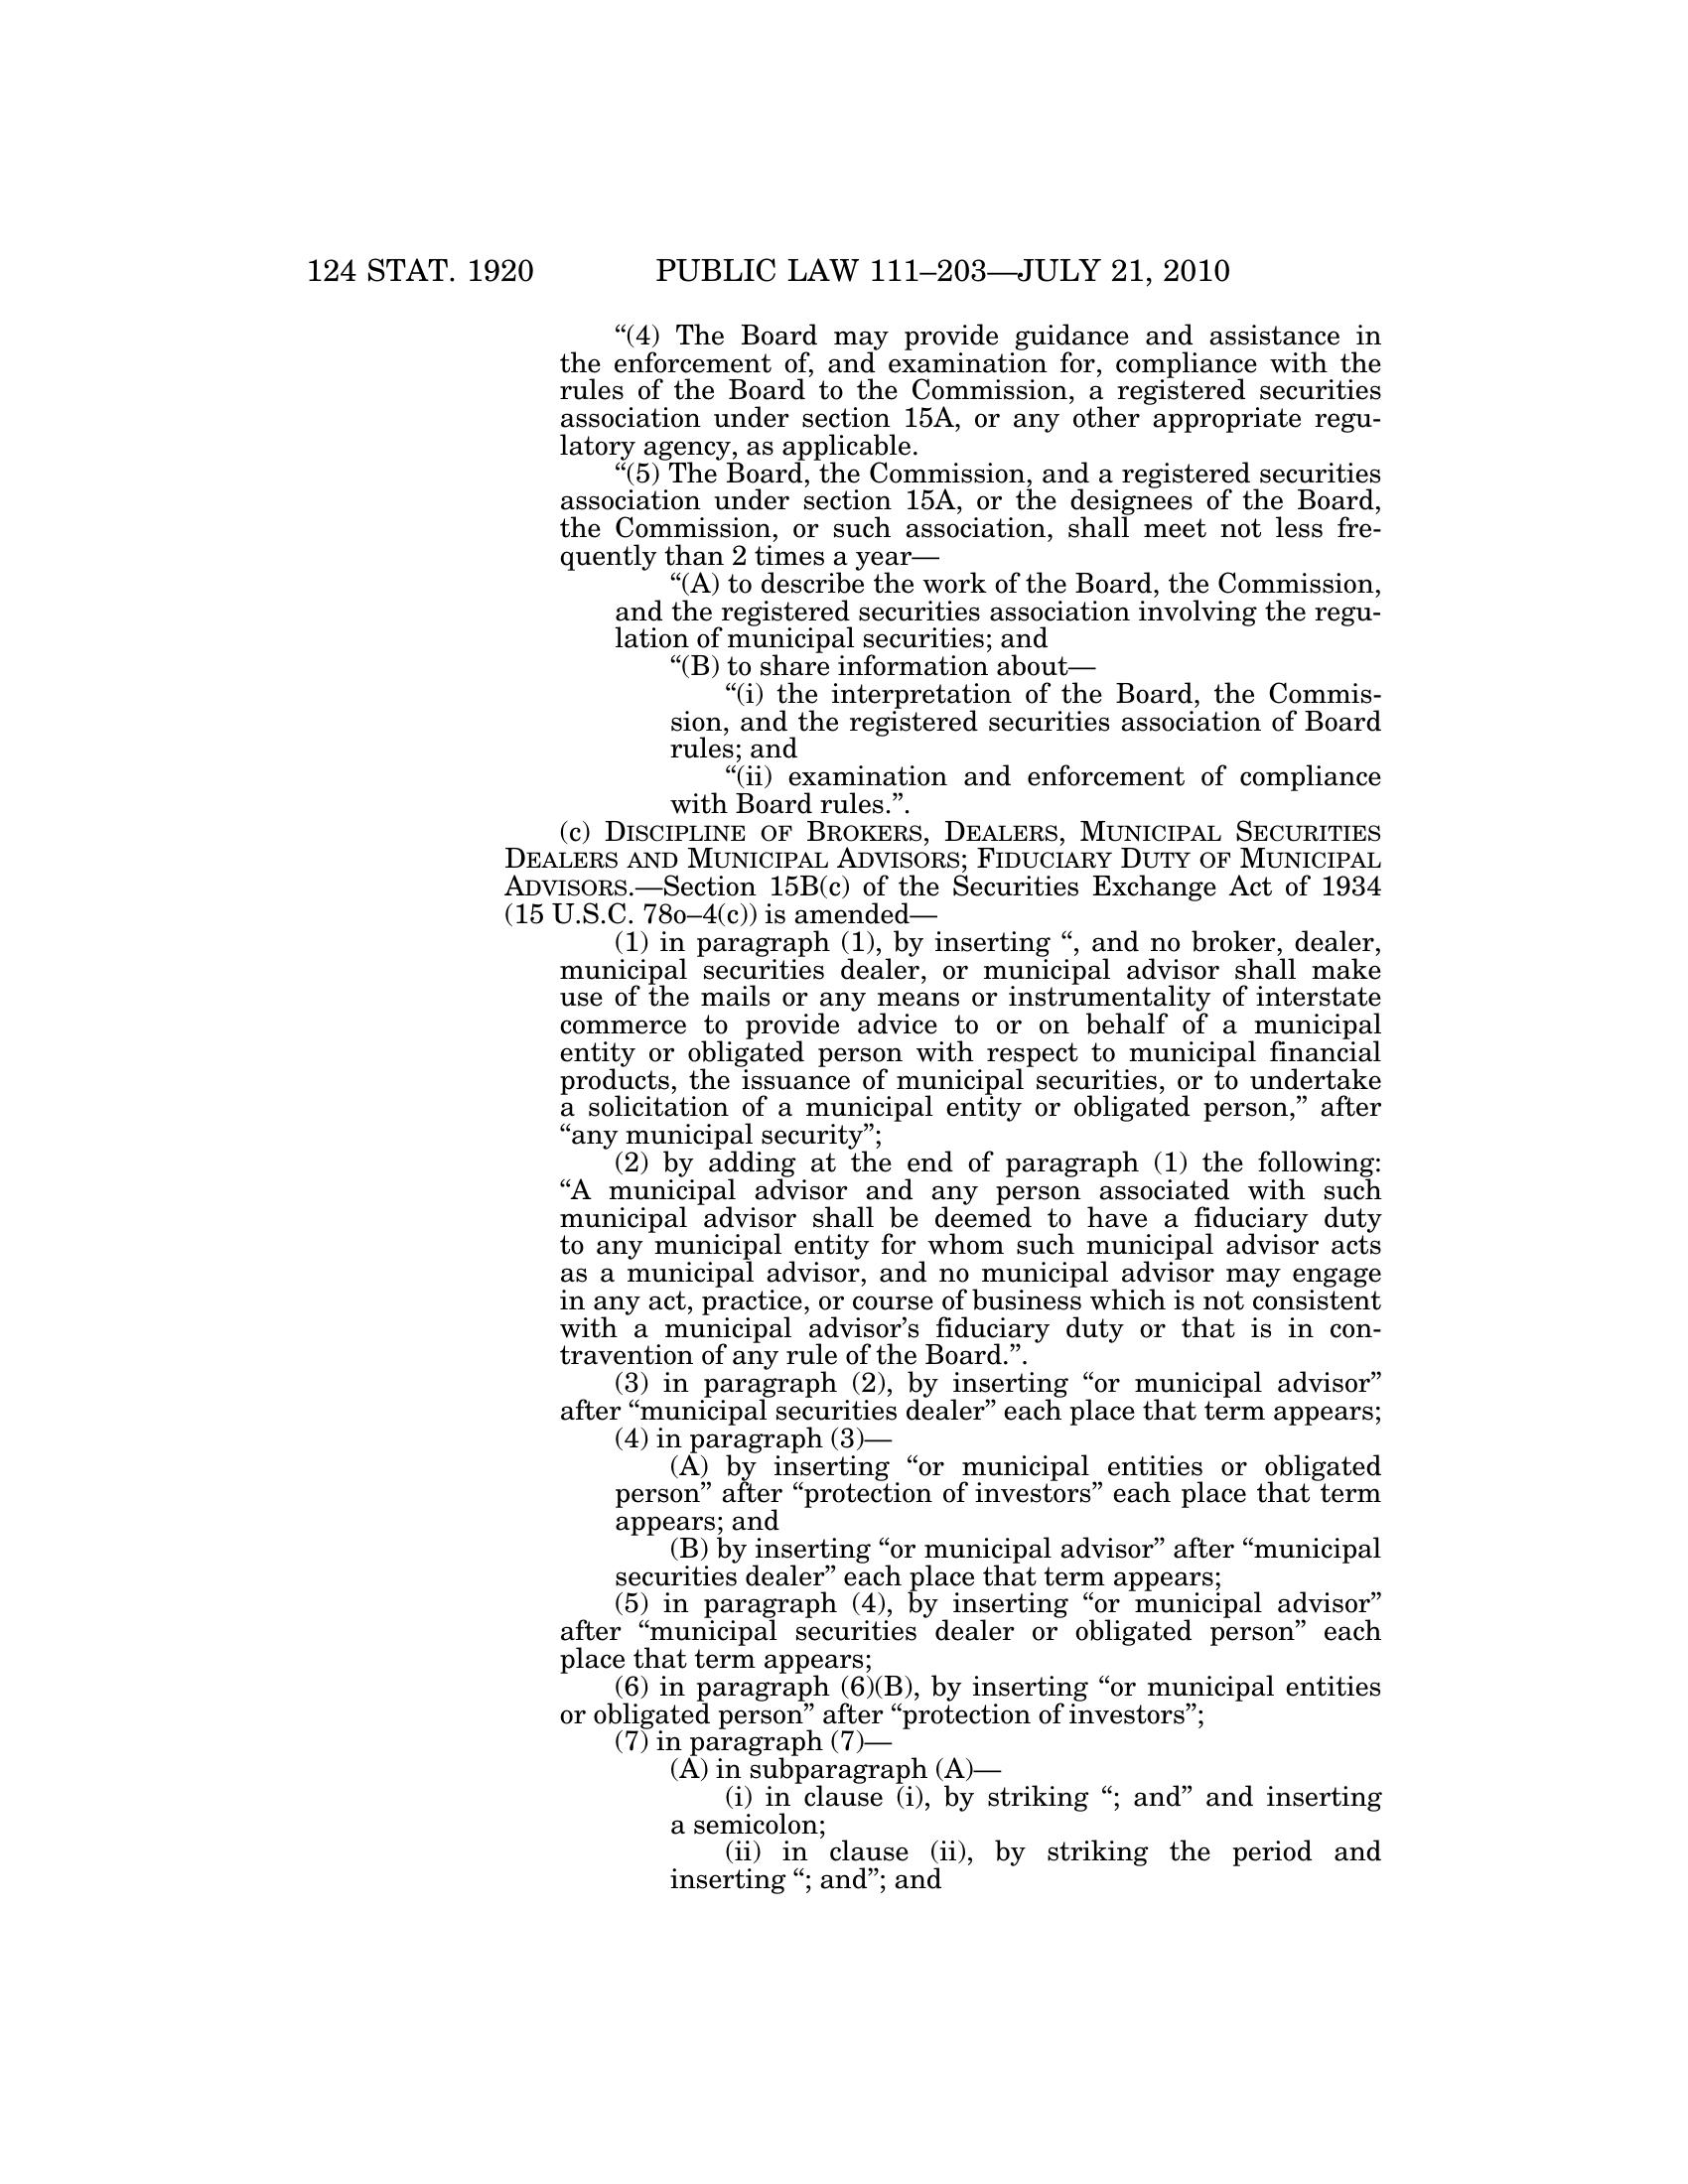 124 STAT. 1920 PUBLIC LAW 111–203—JULY 21, 2010
“(4) The Board may provide guidance and assistance in
the enforcement of, and examination for, compliance with the
rules of the Board to the Commission, a registered securities
association under section 15A, or any other appropriate regu-
latory agency, as applicable.
“(5) The Board, the Commission, and a registered securities
association under section 15A, or the designees of the Board,
the Commission, or such association, shall meet not less fre-
quently than 2 times a year—
“(A) to describe the work of the Board, the Commission,
and the registered securities association involving the regu-
lation of municipal securities; and
“(B) to share information about—
“(i) the interpretation of the Board, the Commis-
sion, and the registered securities association of Board
rules; and
“(ii) examination and enforcement of compliance
with Board rules.”.
(c) DISCIPLINE OF BROKERS, DEALERS, MUNICIPAL SECURITIES
DEALERS AND MUNICIPAL ADVISORS; FIDUCIARY DUTY OF MUNICIPAL
ADVISORS.—Section 15B(c) of the Securities Exchange Act of 1934
(15 U.S.C. 78o–4(c)) is amended—
(1) in paragraph (1), by inserting “, and no broker, dealer,
municipal securities dealer, or municipal advisor shall make
use of the mails or any means or instrumentality of interstate
commerce to provide advice to or on behalf of a municipal
entity or obligated person with respect to municipal financial
products, the issuance of municipal securities, or to undertake
a solicitation of a municipal entity or obligated person,” after
“any municipal security”;
(2) by adding at the end of paragraph (1) the following:
“A municipal advisor and any person associated with such
municipal advisor shall be deemed to have a fiduciary duty
to any municipal entity for whom such municipal advisor acts
as a municipal advisor, and no municipal advisor may engage
in any act, practice, or course of business which is not consistent
with a municipal advisor’s fiduciary duty or that is in con-
travention of any rule of the Board.”.
(3) in paragraph (2), by inserting “or municipal advisor”
after “municipal securities dealer” each place that term appears;
(4) in paragraph (3)—
(A) by inserting “or municipal entities or obligated
person” after “protection of investors” each place that term
appears; and
(B) by inserting “or municipal advisor” after “municipal
securities dealer” each place that term appears;
(5) in paragraph (4), by inserting “or municipal advisor”
after “municipal securities dealer or obligated person” each
place that term appears;
(6) in paragraph (6)(B), by inserting “or municipal entities
or obligated person” after “protection of investors”;
(7) in paragraph (7)—
(A) in subparagraph (A)—
(i) in clause (i), by striking “; and” and inserting
a semicolon;
(ii) in clause (ii), by striking the period and
inserting “; and”; and